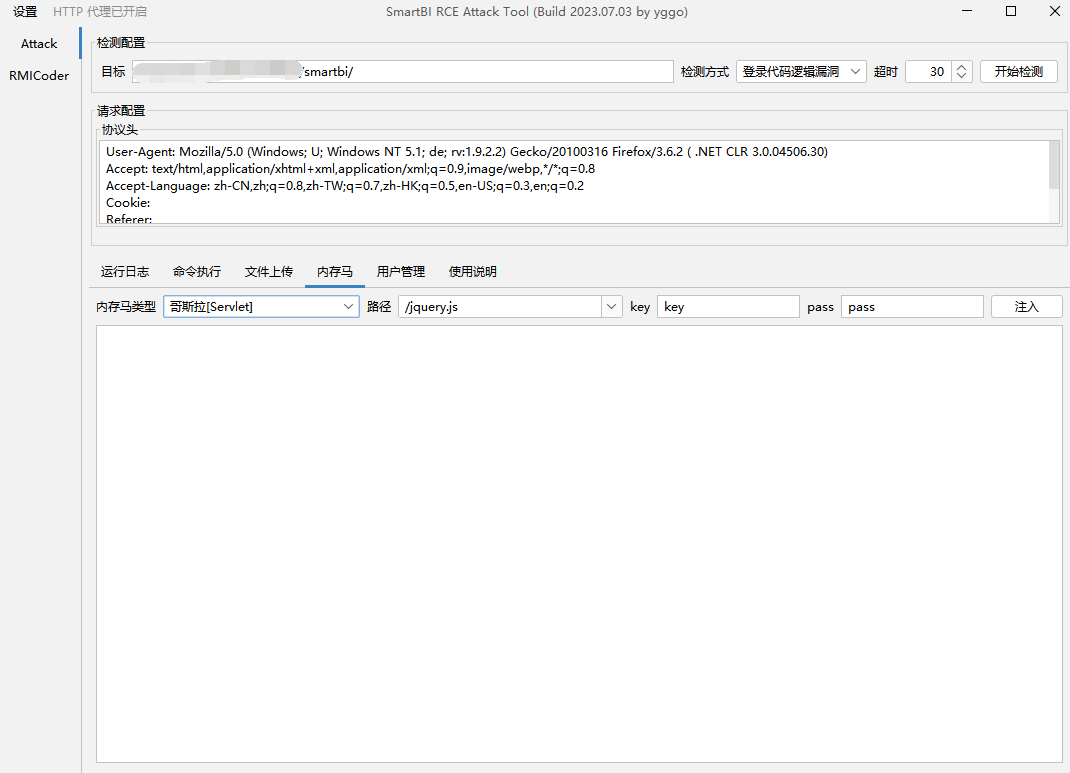 设置 HTTP 代理已开启 SmartBI RCE Attack Tool (Build 2023.07.03 by yggo)
Attack
RMICoder
检测配置
目标 /smartbi/ 检测方式 登录代码逻辑漏洞 超时 30 开始检测
请求配置
协议头
User-Agent: Mozilla/5.0 (Windows; U; Windows NT 5.1; de; rv:1.9.2.2) Gecko/20100316 Firefox/3.6.2 ( .NET CLR 3.0.04506.30)
Accept: text/html,application/xhtml+xml,application/xml;q=0.9,image/webp,*/*;q=0.8
Accept-Language: zh-CN,zh;q=0.8,zh-TW;q=0.7,zh-HK;q=0.5,en-US;q=0.3,en;q=0.2
Cookie:
Referer:
运行日志 命令执行 文件上传 内存马 用户管理 使用说明
内存马类型 哥斯拉[Servlet] 路径 /jquery.js key key pass pass 注入